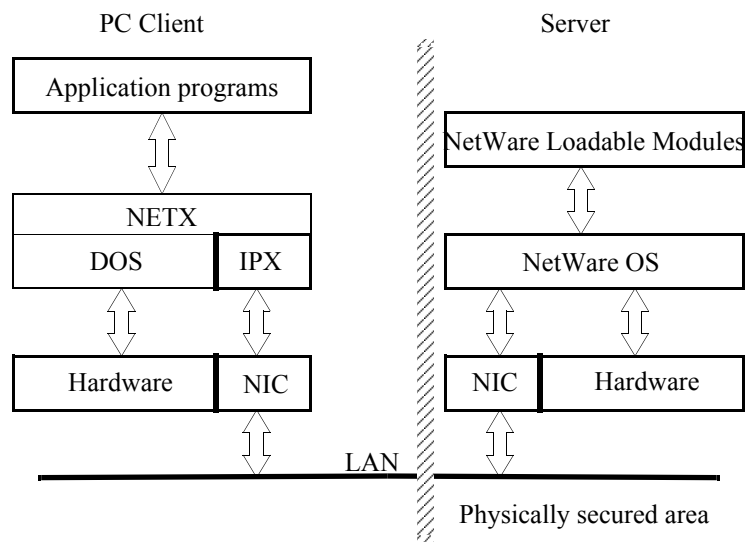 PC Client
Server
Application programs
NetWare Loadable Modules
NETX
DOS
IPX
NetWare OS
Hardware
NIC
NIC
Hardware
LAN
Physically secured area